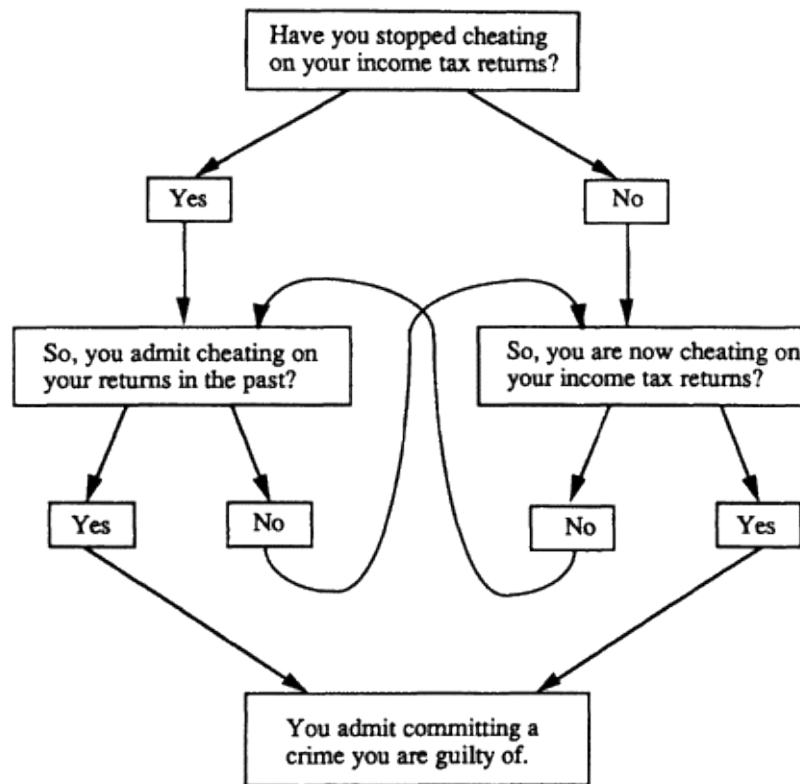 Have you stopped cheating
on your income tax returns?
Yes
No
So, you admit cheating on
your returns in the past?
So, you are now cheating on
your income tax returns?
Yes
No
No
Yes
You admit committing a
crime you are guilty of.